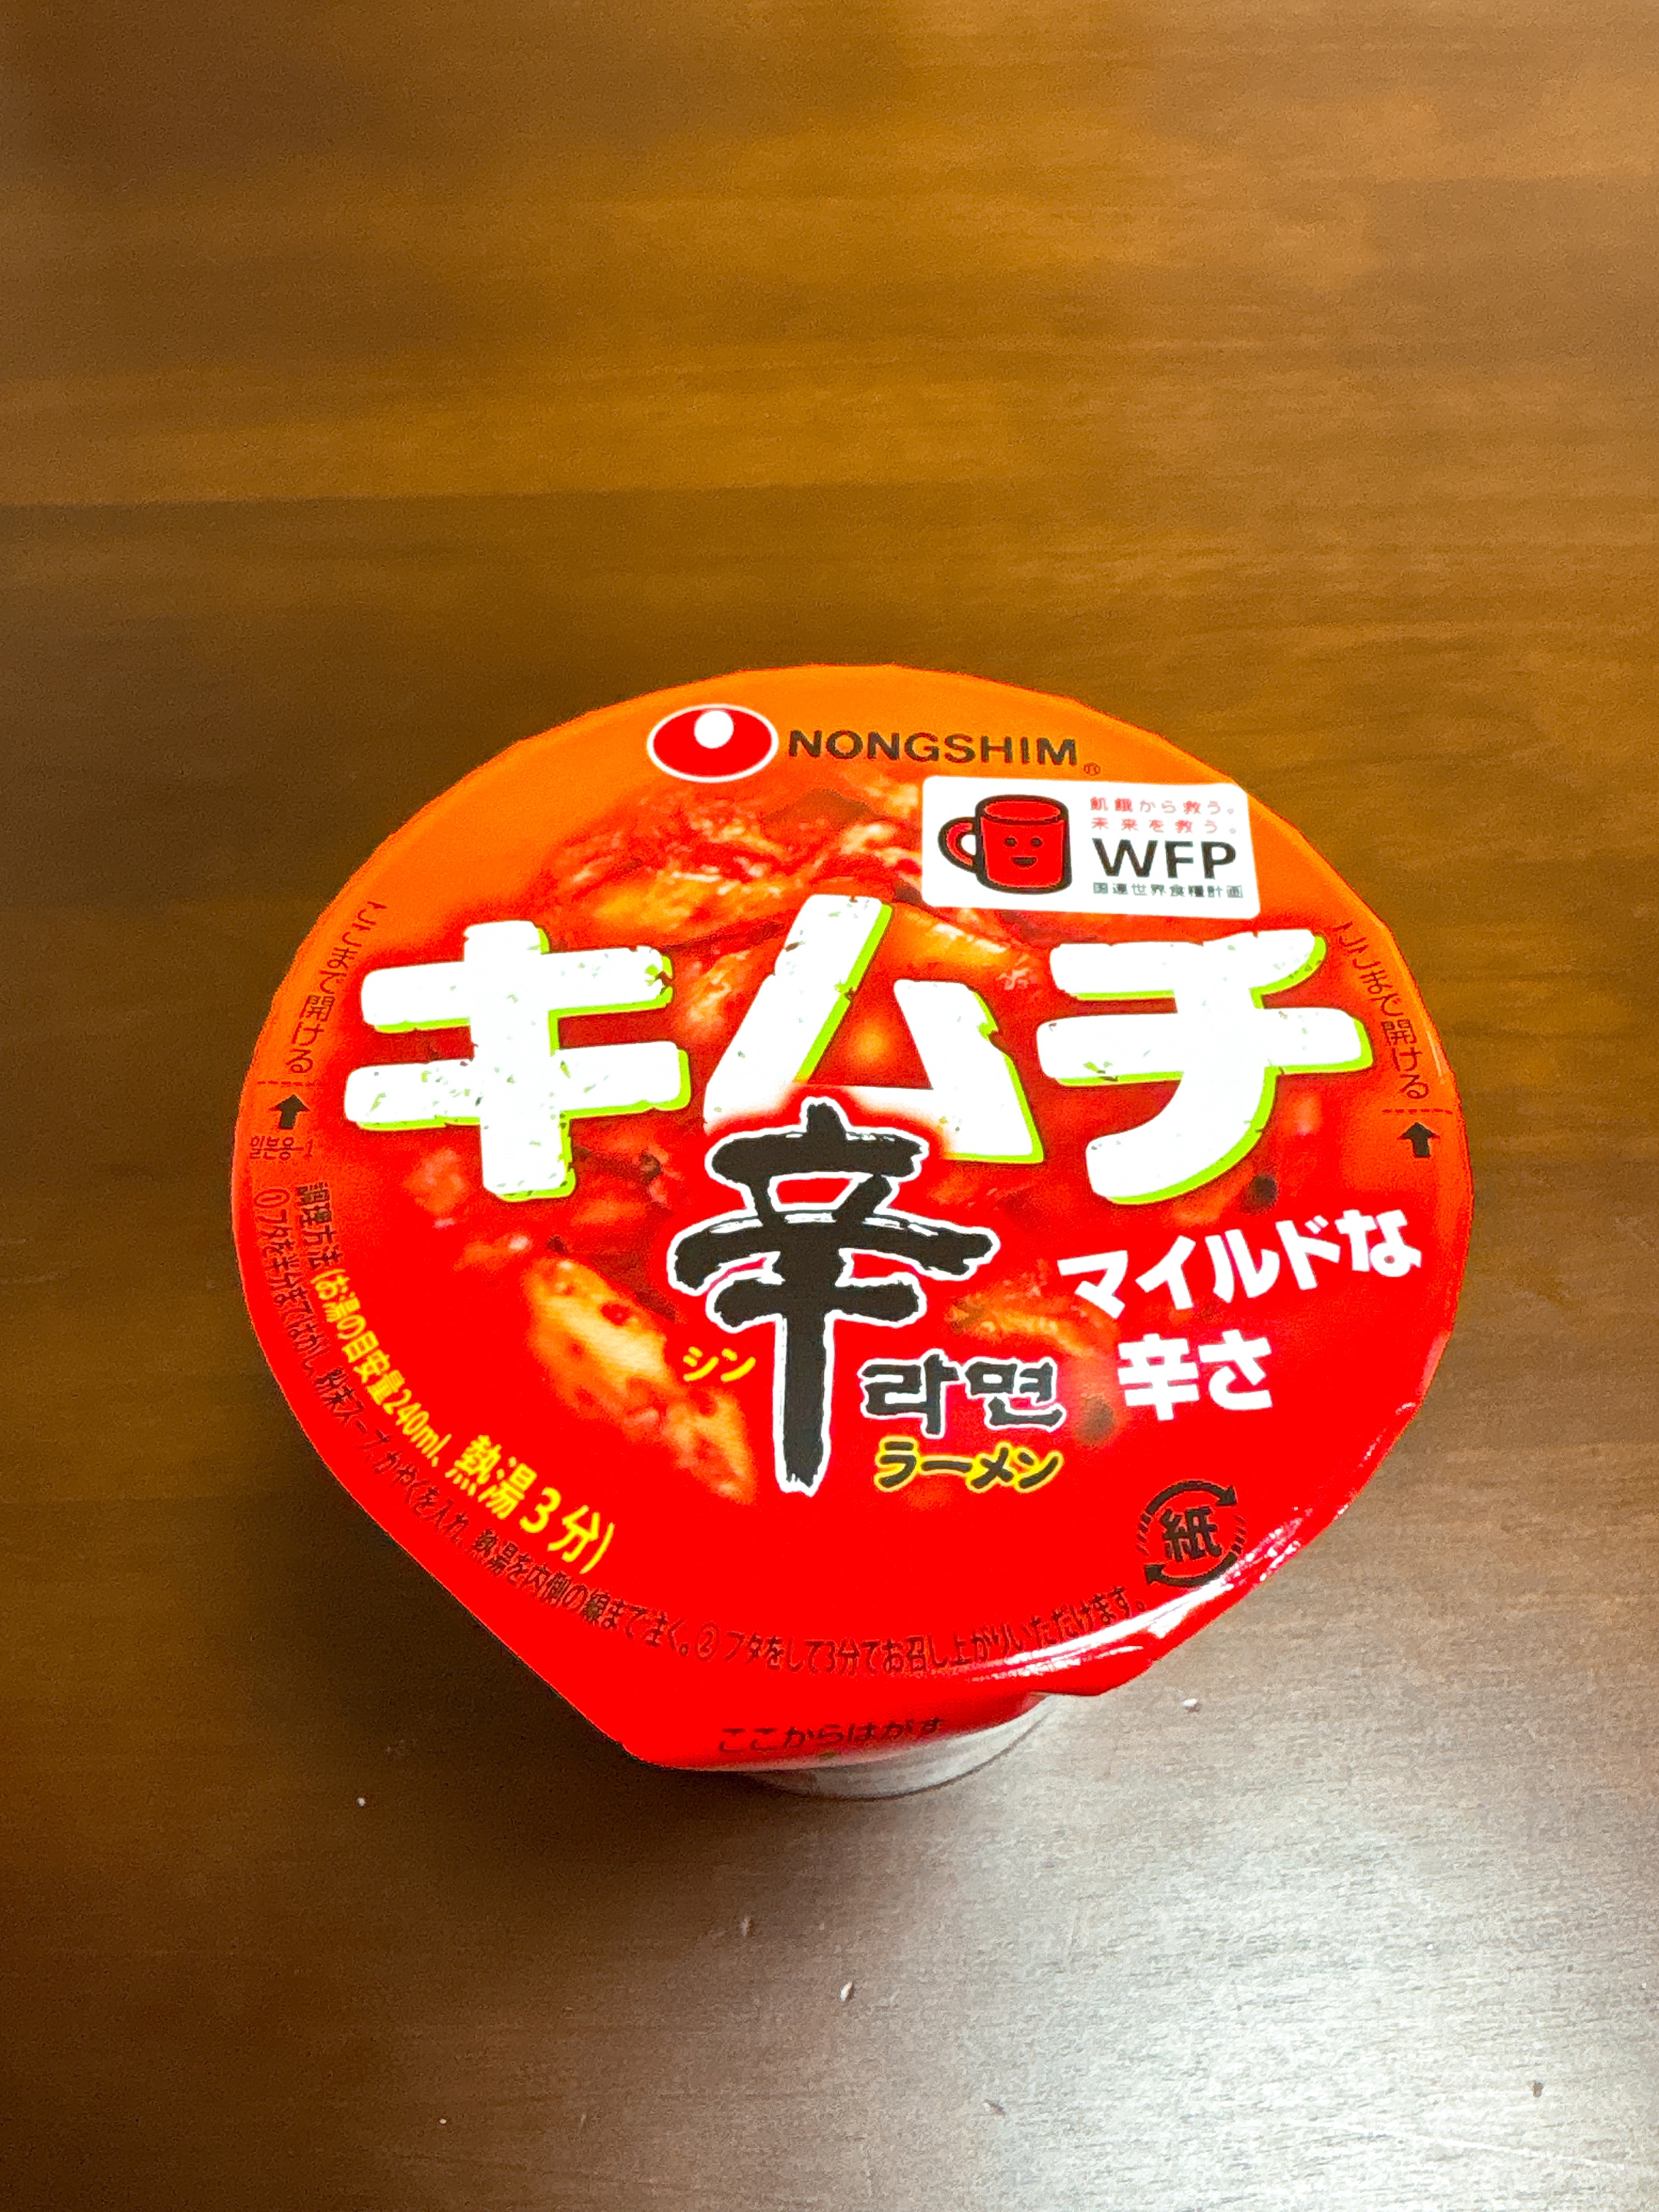 NONGSHIM
飢餓から救う。
未来を救う。
WFP
国連世界食糧計画
キムチ
ここまで開ける
ここまで開ける
일본용-1
辛
シン
라면
ラーメン
マイルドな
辛さ
紙
調理方法(お湯の目安量240ml、熱湯3分)
①フタを半分まではがし、粉末スープ、かやくを入れ、熱湯を内側の線まで注ぐ。②フタをして3分でお召し上がりいただけます。
ここからはがす